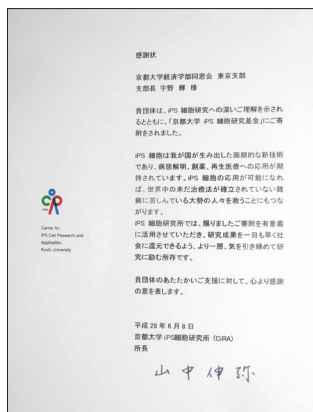 感謝状
京都大学経済学部同窓会 東京支部
支部長 宇野 輝 様
貴団体は、iPS 細胞研究への深いご理解を示され
るとともに、「京都大学 iPS 細胞研究基金」にご寄
附をされました。
iPS 細胞は我が国が生み出した画期的な新技術
であり、病態解明、創薬、再生医療への応用が期
待されています。iPS 細胞の応用が可能になれ
ば、世界中の未だ治療法が確立されていない難
病に苦しんでいる大勢の人々を救うことにもつな
がります。
iPS 細胞研究所では、賜りましたご寄附を有意義
に活用させていただき、研究成果を一日も早く社
会に還元できるよう、より一層、気を引き締めて研
究に励む所存です。
貴団体のあたたかいご支援に対して、心より感謝
の意を表します。
平成 28 年 6 月 8 日
京都大学 iPS細胞研究所 (CiRA)
所長
山中伸弥
Center for
iPS Cell Research and
Application,
Kyoto University